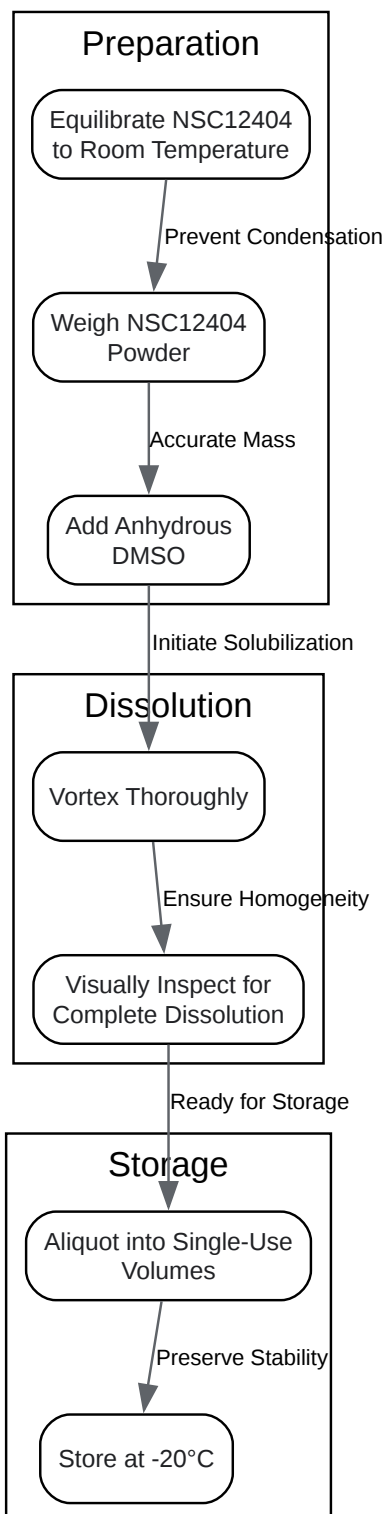 Preparation
Equilibrate NSC12404
to Room Temperature
Prevent Condensation
Weigh NSC12404
Powder
Accurate Mass
Add Anhydrous
DMSO
Initiate Solubilization
Dissolution
Vortex Thoroughly
Ensure Homogeneity
Visually Inspect for
Complete Dissolution
Ready for Storage
Storage
Aliquot into Single-Use
Volumes
Preserve Stability
Store at -20°C